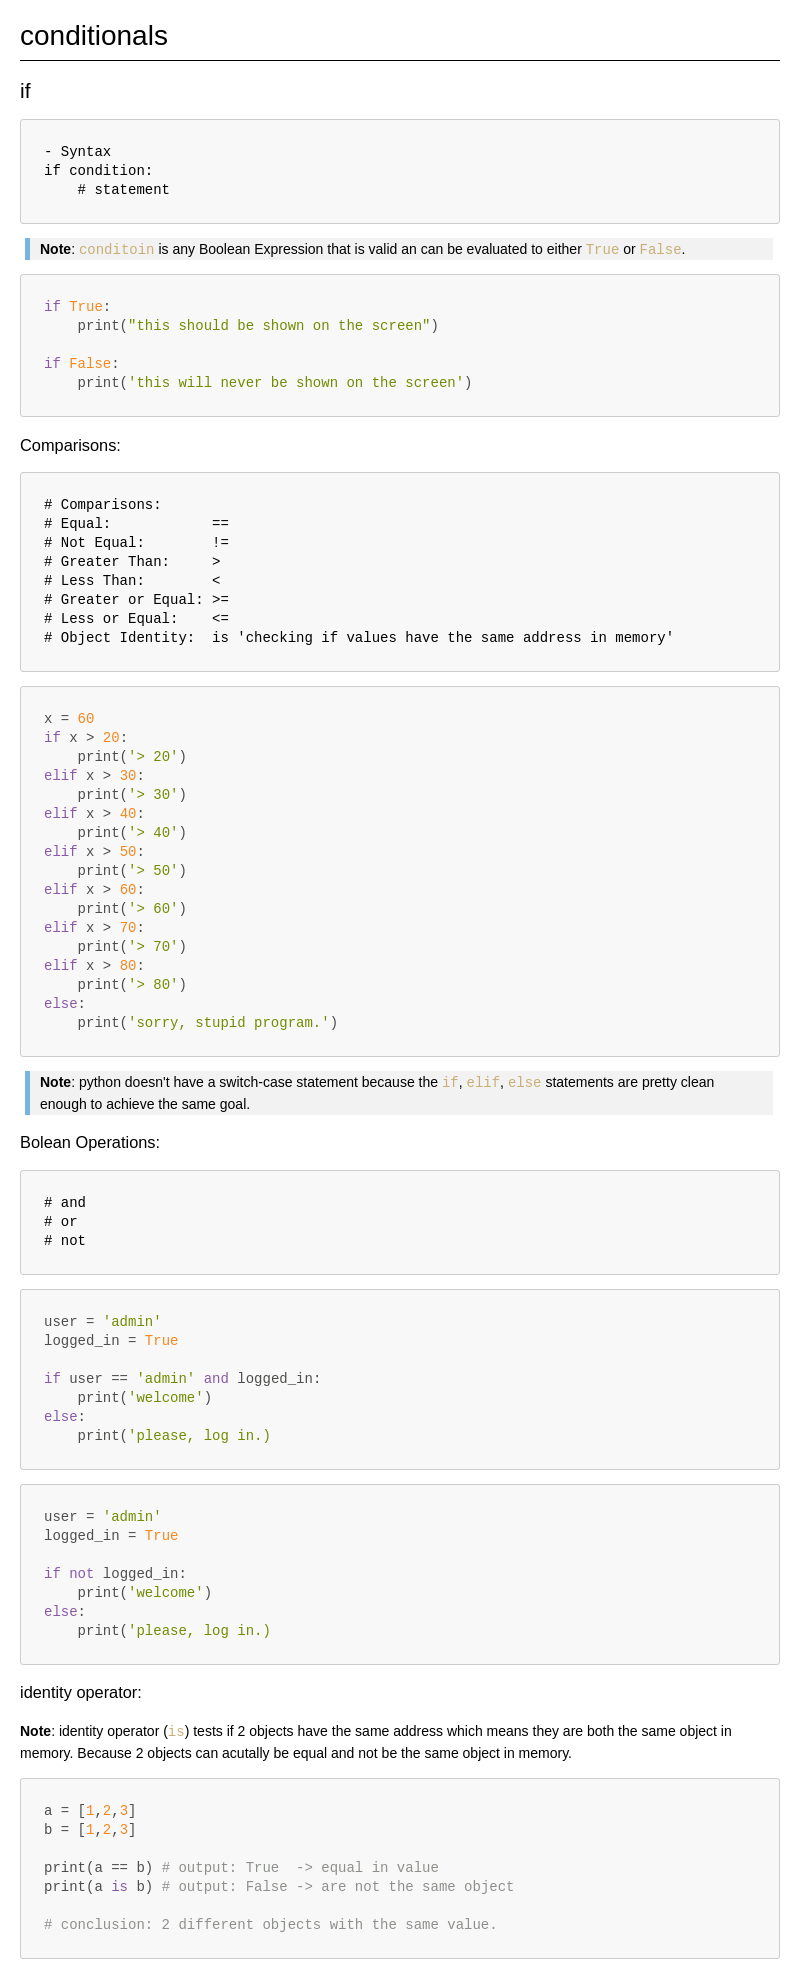 conditionals
if
- Syntax
if condition:
    # statement
Note: conditoin is any Boolean Expression that is valid an can be evaluated to either True or False.
if True:
    print("this should be shown on the screen")
if False:
    print('this will never be shown on the screen')
Comparisons:
# Comparisons:
# Equal:            ==
# Not Equal:        !=
# Greater Than:     >
# Less Than:        <
# Greater or Equal: >=
# Less or Equal:    <=
# Object Identity:  is 'checking if values have the same address in memory'
x = 60
if x > 20:
    print('> 20')
elif x > 30:
    print('> 30')
elif x > 40:
    print('> 40')
elif x > 50:
    print('> 50')
elif x > 60:
    print('> 60')
elif x > 70:
    print('> 70')
elif x > 80:
    print('> 80')
else:
    print('sorry, stupid program.')
Note: python doesn't have a switch-case statement because the if, elif, else statements are pretty clean
enough to achieve the same goal.
Bolean Operations:
# and
# or
# not
user = 'admin'
logged_in = True
if user == 'admin' and logged_in:
    print('welcome')
else:
    print('please, log in.)
user = 'admin'
logged_in = True
if not logged_in:
    print('welcome')
else:
    print('please, log in.)
identity operator:
Note: identity operator (is) tests if 2 objects have the same address which means they are both the same object in
memory. Because 2 objects can acutally be equal and not be the same object in memory.
a = [1,2,3]
b = [1,2,3]
print(a == b) # output: True  -> equal in value
print(a is b) # output: False -> are not the same object
# conclusion: 2 different objects with the same value.